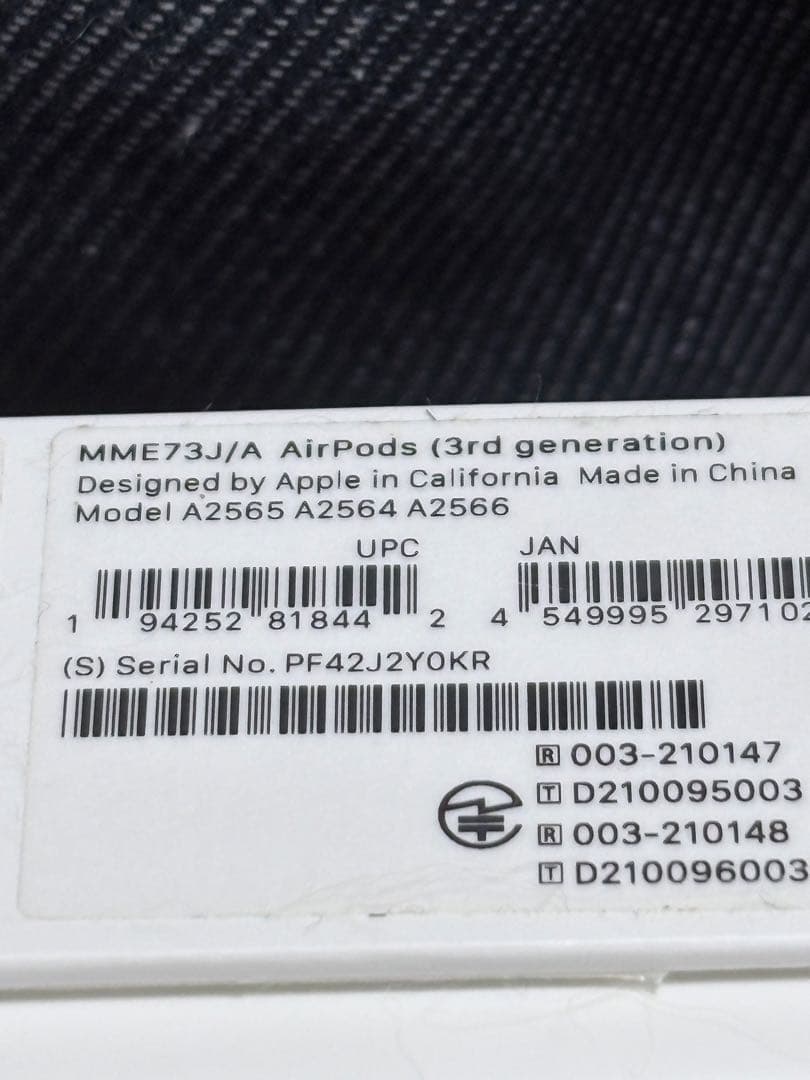 MME73J/A AirPods (3rd generation)
Designed by Apple in California Made in China
Model A2565 A2564 A2566
UPC JAN
1 94252 81844 2 4 549995 297102
(S) Serial No. PF42J2Y0KR
R 003-210147
T D210095003
R 003-210148
T D210096003